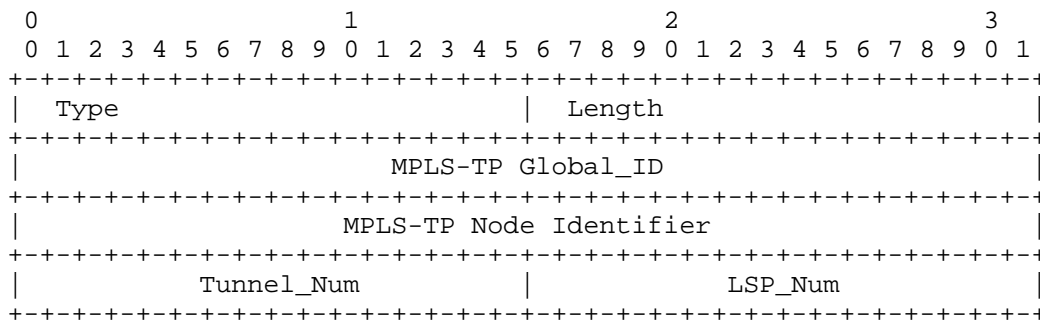 0                   1                   2                   3
 0 1 2 3 4 5 6 7 8 9 0 1 2 3 4 5 6 7 8 9 0 1 2 3 4 5 6 7 8 9 0 1
+-+-+-+-+-+-+-+-+-+-+-+-+-+-+-+-+-+-+-+-+-+-+-+-+-+-+-+-+-+-+-+-+
|  Type                         |  Length                       |
+-+-+-+-+-+-+-+-+-+-+-+-+-+-+-+-+-+-+-+-+-+-+-+-+-+-+-+-+-+-+-+-+
|                      MPLS-TP Global_ID                        |
+-+-+-+-+-+-+-+-+-+-+-+-+-+-+-+-+-+-+-+-+-+-+-+-+-+-+-+-+-+-+-+-+
|                   MPLS-TP Node Identifier                     |
+-+-+-+-+-+-+-+-+-+-+-+-+-+-+-+-+-+-+-+-+-+-+-+-+-+-+-+-+-+-+-+-+
|          Tunnel_Num           |            LSP_Num            |
+-+-+-+-+-+-+-+-+-+-+-+-+-+-+-+-+-+-+-+-+-+-+-+-+-+-+-+-+-+-+-+-+